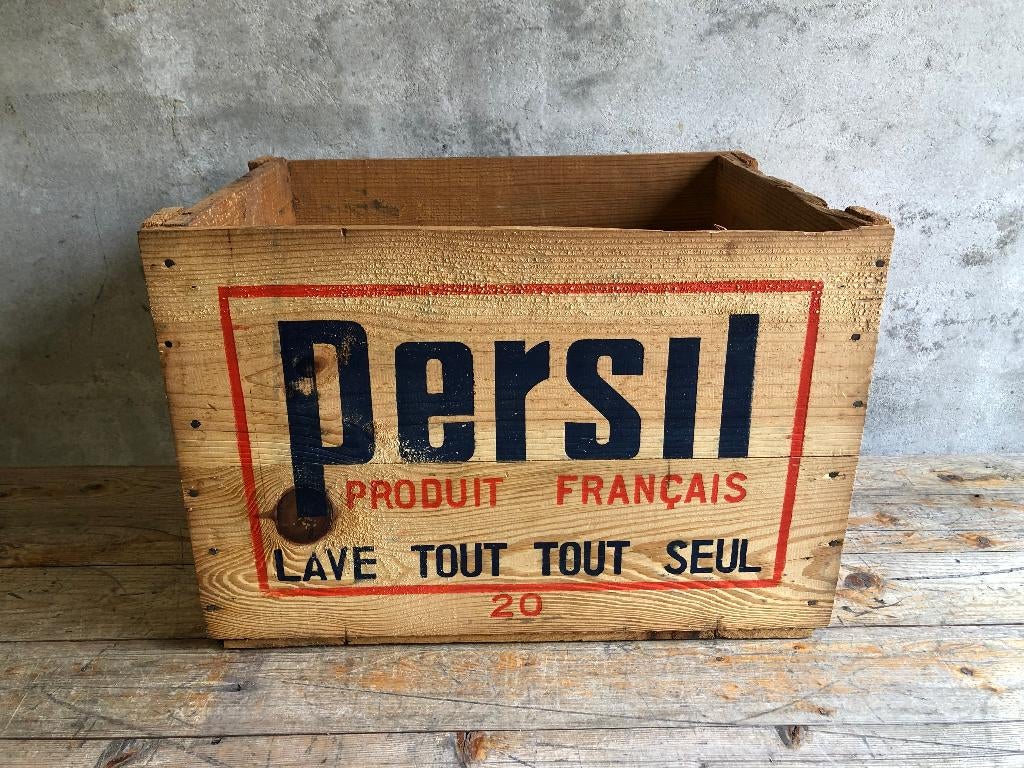 Persil
PRODUIT FRANÇAIS
LAVE TOUT TOUT SEUL
20